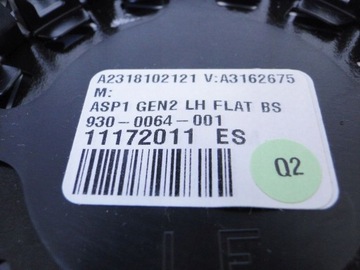 A2318102121 V:A3162675
M:
ASP1 GEN2 LH FLAT BS
930-0064-001
11172011 ES
Q2